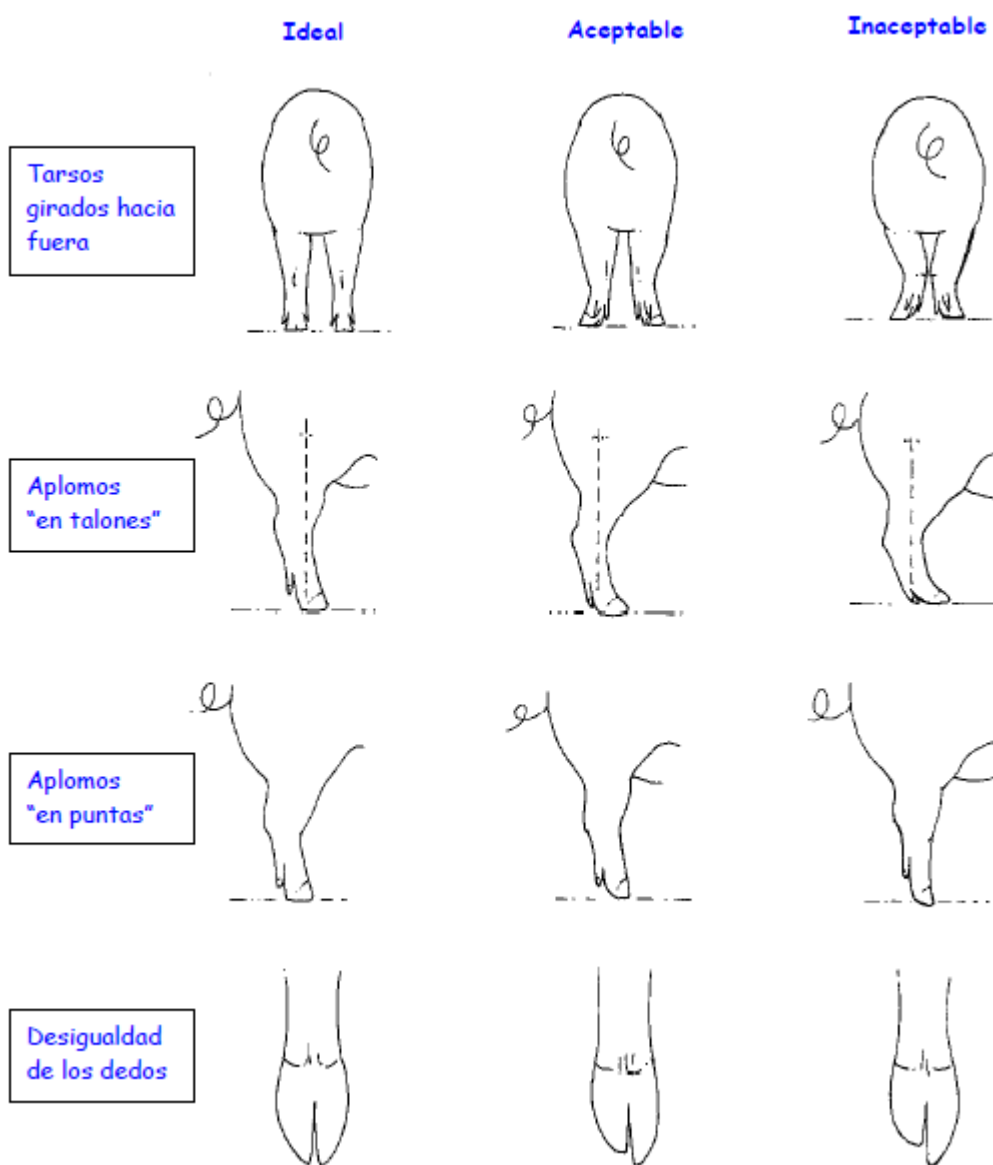 Ideal
Aceptable
Inaceptable
Tarsos
girados hacia
fuera
Aplomos
“en talones”
Aplomos
“en puntas”
Desigualdad
de los dedos